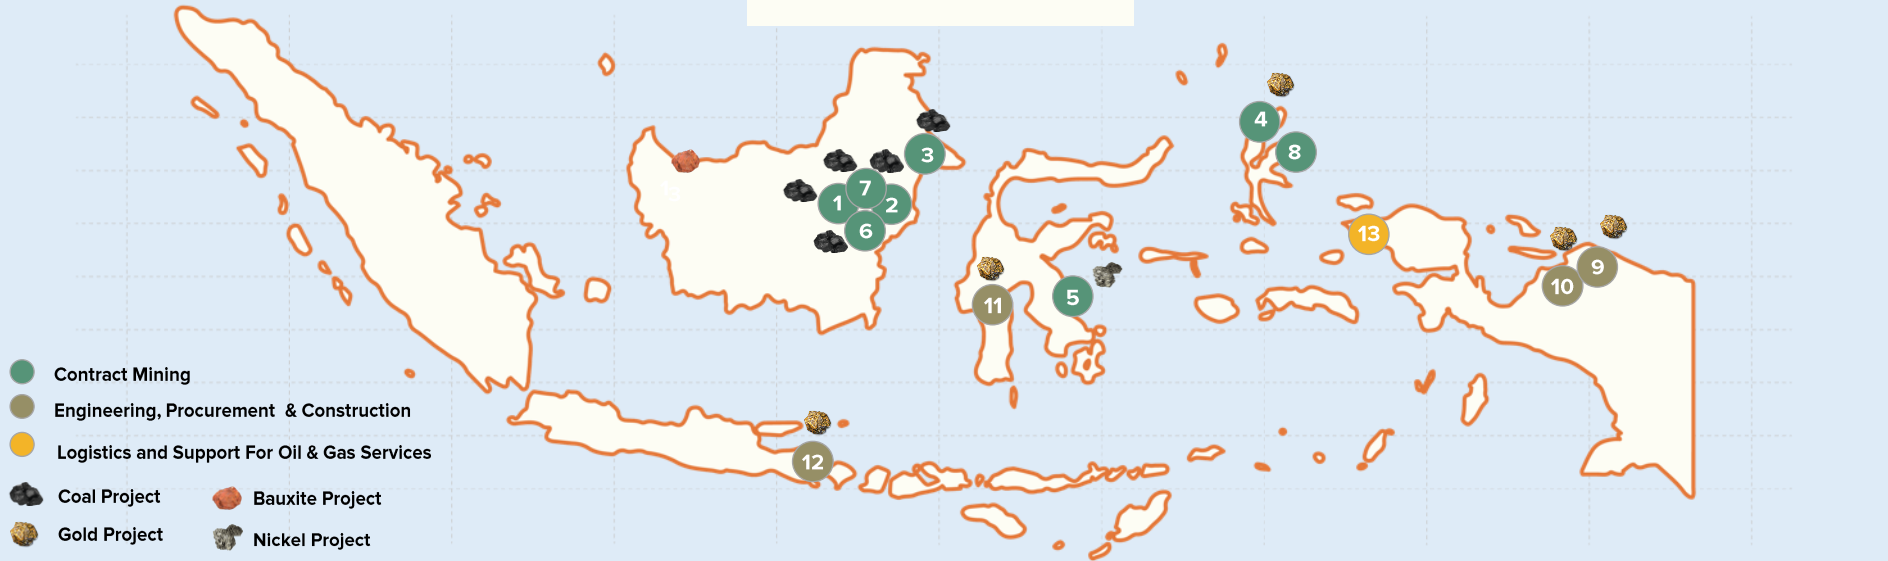 4
8
3
7
1
2
6
13
9
10
11
5
12
Contract Mining
Engineering, Procurement & Construction
Logistics and Support For Oil & Gas Services
Coal Project
Bauxite Project
Gold Project
Nickel Project